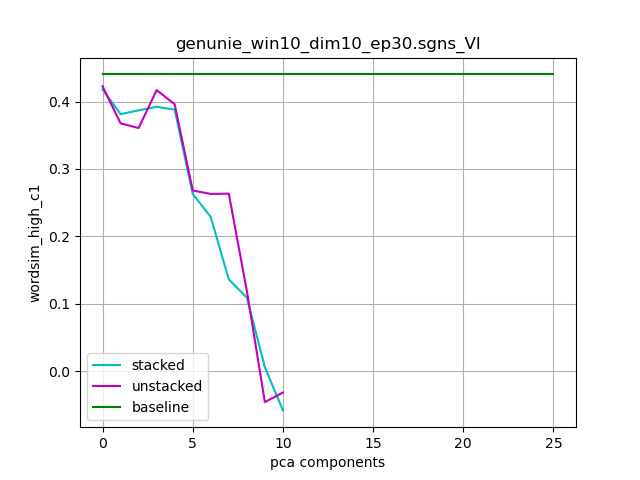 genunie_win10_dim10_ep30.sgns_VI
wordsim_high_c1
0.4
0.3
0.2
0.1
0.0
stacked
unstacked
baseline
0 5 10 15 20 25
pca components